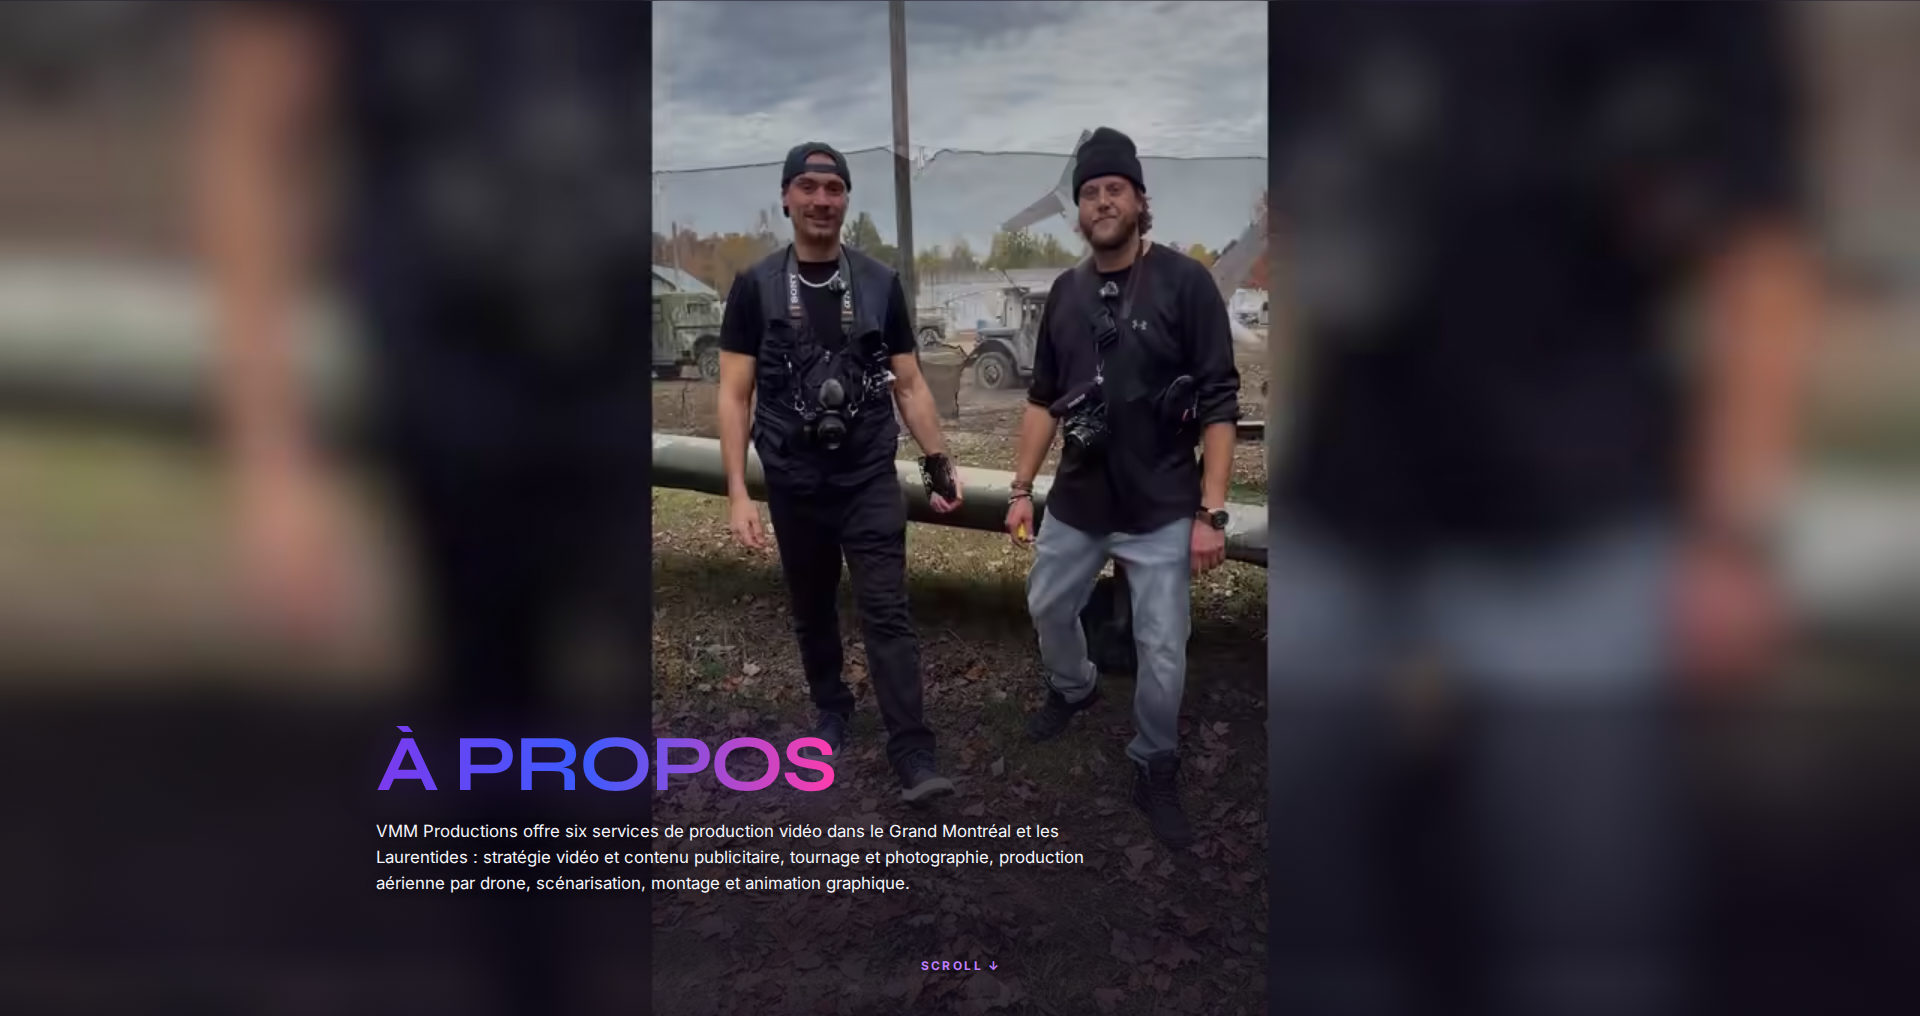 SONY
À PROPOS
VMM Productions offre six services de production vidéo dans le Grand Montréal et les
Laurentides : stratégie vidéo et contenu publicitaire, tournage et photographie, production
aérienne par drone, scénarisation, montage et animation graphique.
SCROLL ↓